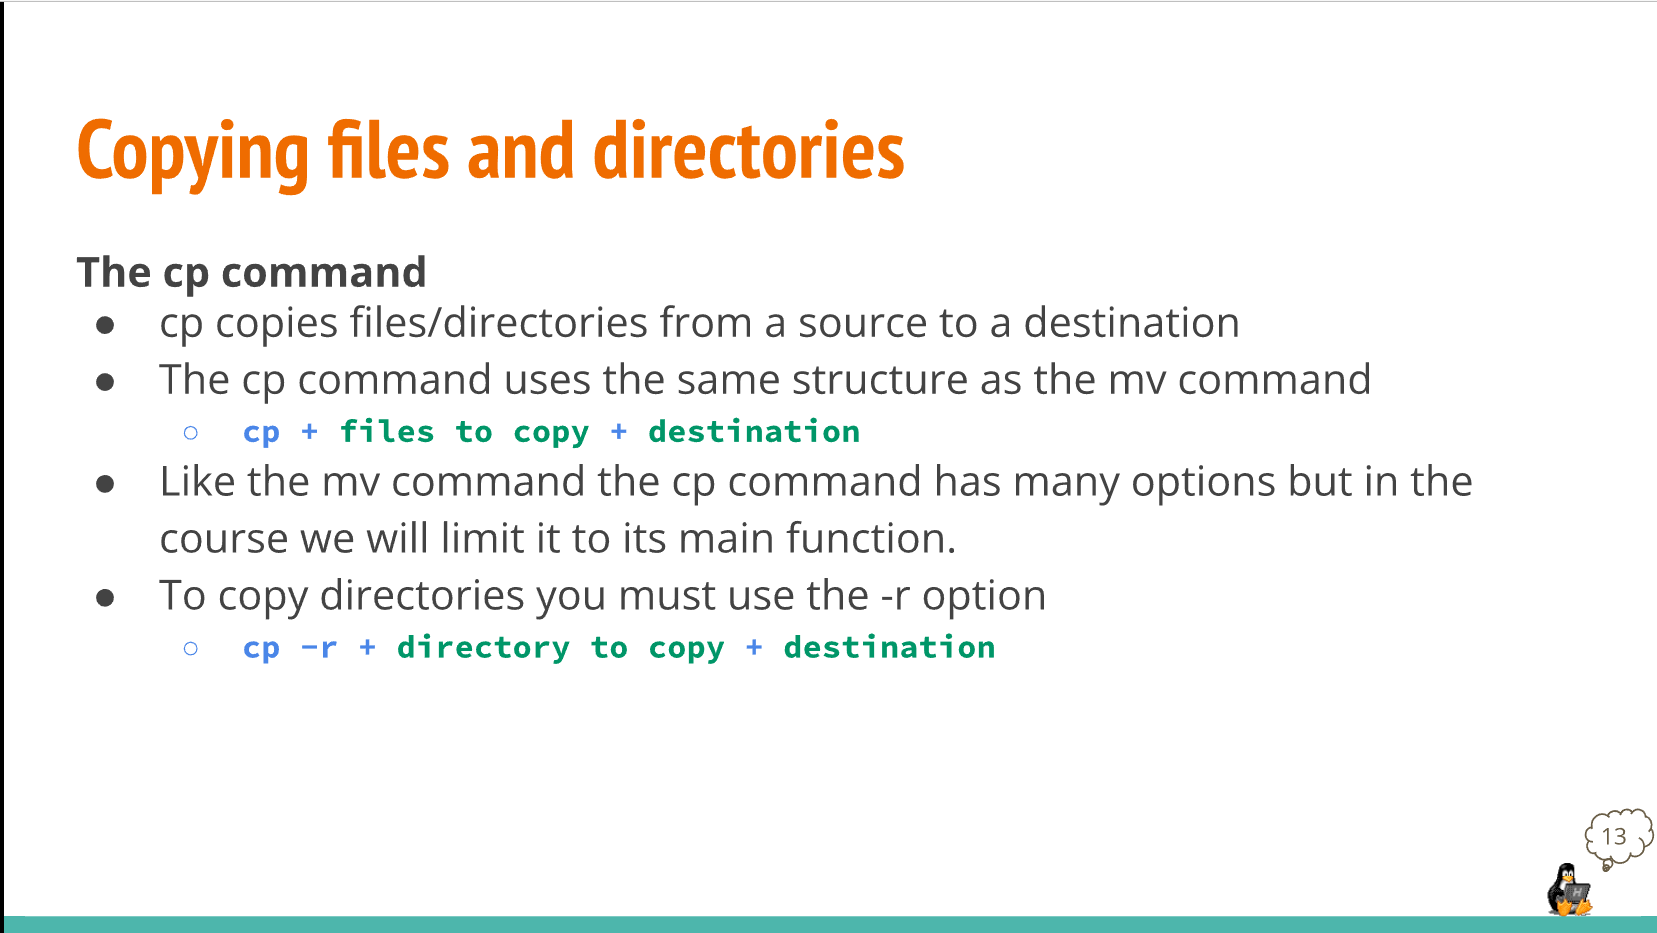 Copying files and directories
The cp command
● cp copies files/directories from a source to a destination
● The cp command uses the same structure as the mv command
○ cp + files to copy + destination
● Like the mv command the cp command has many options but in the
course we will limit it to its main function.
● To copy directories you must use the -r option
○ cp -r + directory to copy + destination
13